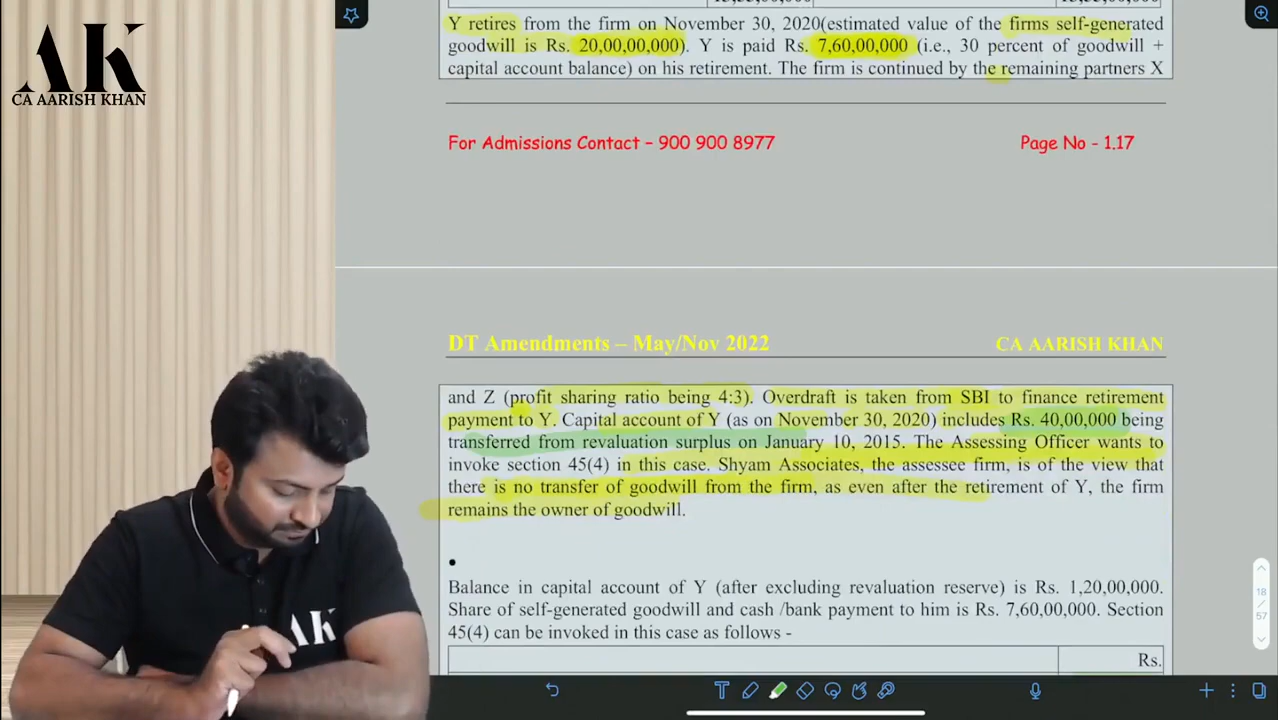 AK
CA AARISH KHAN
Y retires from the firm on November 30, 2020(estimated value of the firms self-generated
goodwill is Rs. 20,00,00,000). Y is paid Rs. 7,60,00,000 (i.e., 30 percent of goodwill +
capital account balance) on his retirement. The firm is continued by the remaining partners X
For Admissions Contact – 900 900 8977
Page No - 1.17
DT Amendments – May/Nov 2022
CA AARISH KHAN
and Z (profit sharing ratio being 4:3). Overdraft is taken from SBI to finance retirement
payment to Y. Capital account of Y (as on November 30, 2020) includes Rs. 40,00,000 being
transferred from revaluation surplus on January 10, 2015. The Assessing Officer wants to
invoke section 45(4) in this case. Shyam Associates, the assessee firm, is of the view that
there is no transfer of goodwill from the firm, as even after the retirement of Y, the firm
remains the owner of goodwill.
Balance in capital account of Y (after excluding revaluation reserve) is Rs. 1,20,00,000.
Share of self-generated goodwill and cash /bank payment to him is Rs. 7,60,00,000. Section
45(4) can be invoked in this case as follows -
Rs.
18
57
AK
T